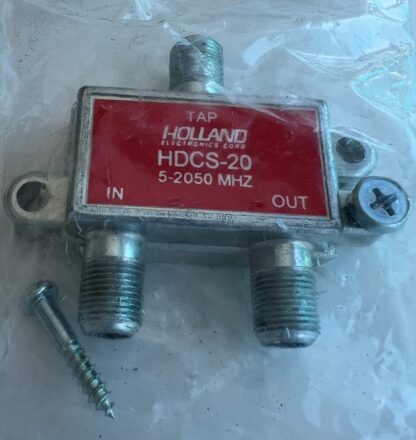 TAP
HOLLAND
ELECTRONICS CORP
HDCS-20
5-2050 MHZ
IN
OUT